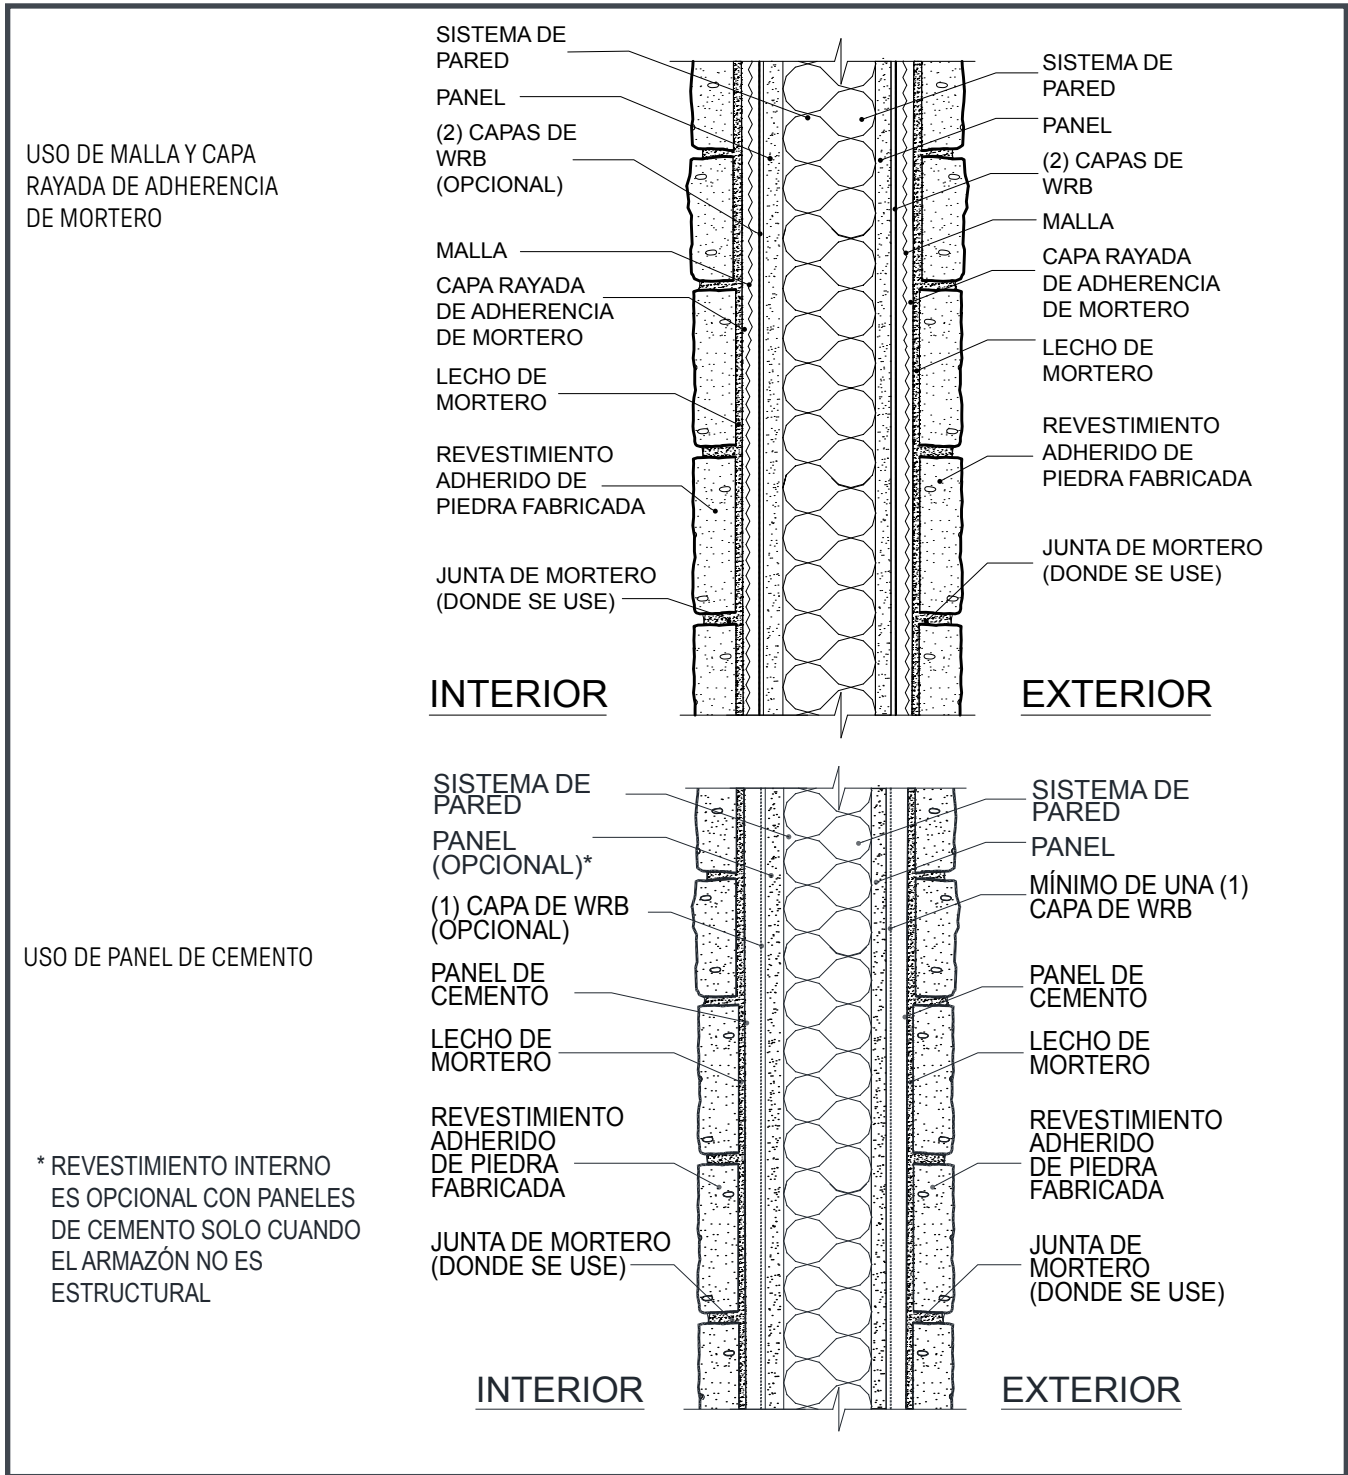 USO DE MALLA Y CAPA
RAYADA DE ADHERENCIA
DE MORTERO
SISTEMA DE
PARED
PANEL
(2) CAPAS DE
WRB
(OPCIONAL)
MALLA
CAPA RAYADA
DE ADHERENCIA
DE MORTERO
LECHO DE
MORTERO
REVESTIMIENTO
ADHERIDO DE
PIEDRA FABRICADA
JUNTA DE MORTERO
(DONDE SE USE)
INTERIOR
SISTEMA DE
PARED
PANEL
(2) CAPAS DE
WRB
MALLA
CAPA RAYADA
DE ADHERENCIA
DE MORTERO
LECHO DE
MORTERO
REVESTIMIENTO
ADHERIDO DE
PIEDRA FABRICADA
JUNTA DE MORTERO
(DONDE SE USE)
EXTERIOR
USO DE PANEL DE CEMENTO
* REVESTIMIENTO INTERNO
ES OPCIONAL CON PANELES
DE CEMENTO SOLO CUANDO
EL ARMAZÓN NO ES
ESTRUCTURAL
SISTEMA DE
PARED
PANEL
(OPCIONAL)*
(1) CAPA DE WRB
(OPCIONAL)
PANEL DE
CEMENTO
LECHO DE
MORTERO
REVESTIMIENTO
ADHERIDO
DE PIEDRA
FABRICADA
JUNTA DE MORTERO
(DONDE SE USE)
INTERIOR
SISTEMA DE
PARED
PANEL
MÍNIMO DE UNA (1)
CAPA DE WRB
PANEL DE
CEMENTO
LECHO DE
MORTERO
REVESTIMIENTO
ADHERIDO
DE PIEDRA
FABRICADA
JUNTA DE
MORTERO
(DONDE SE USE)
EXTERIOR